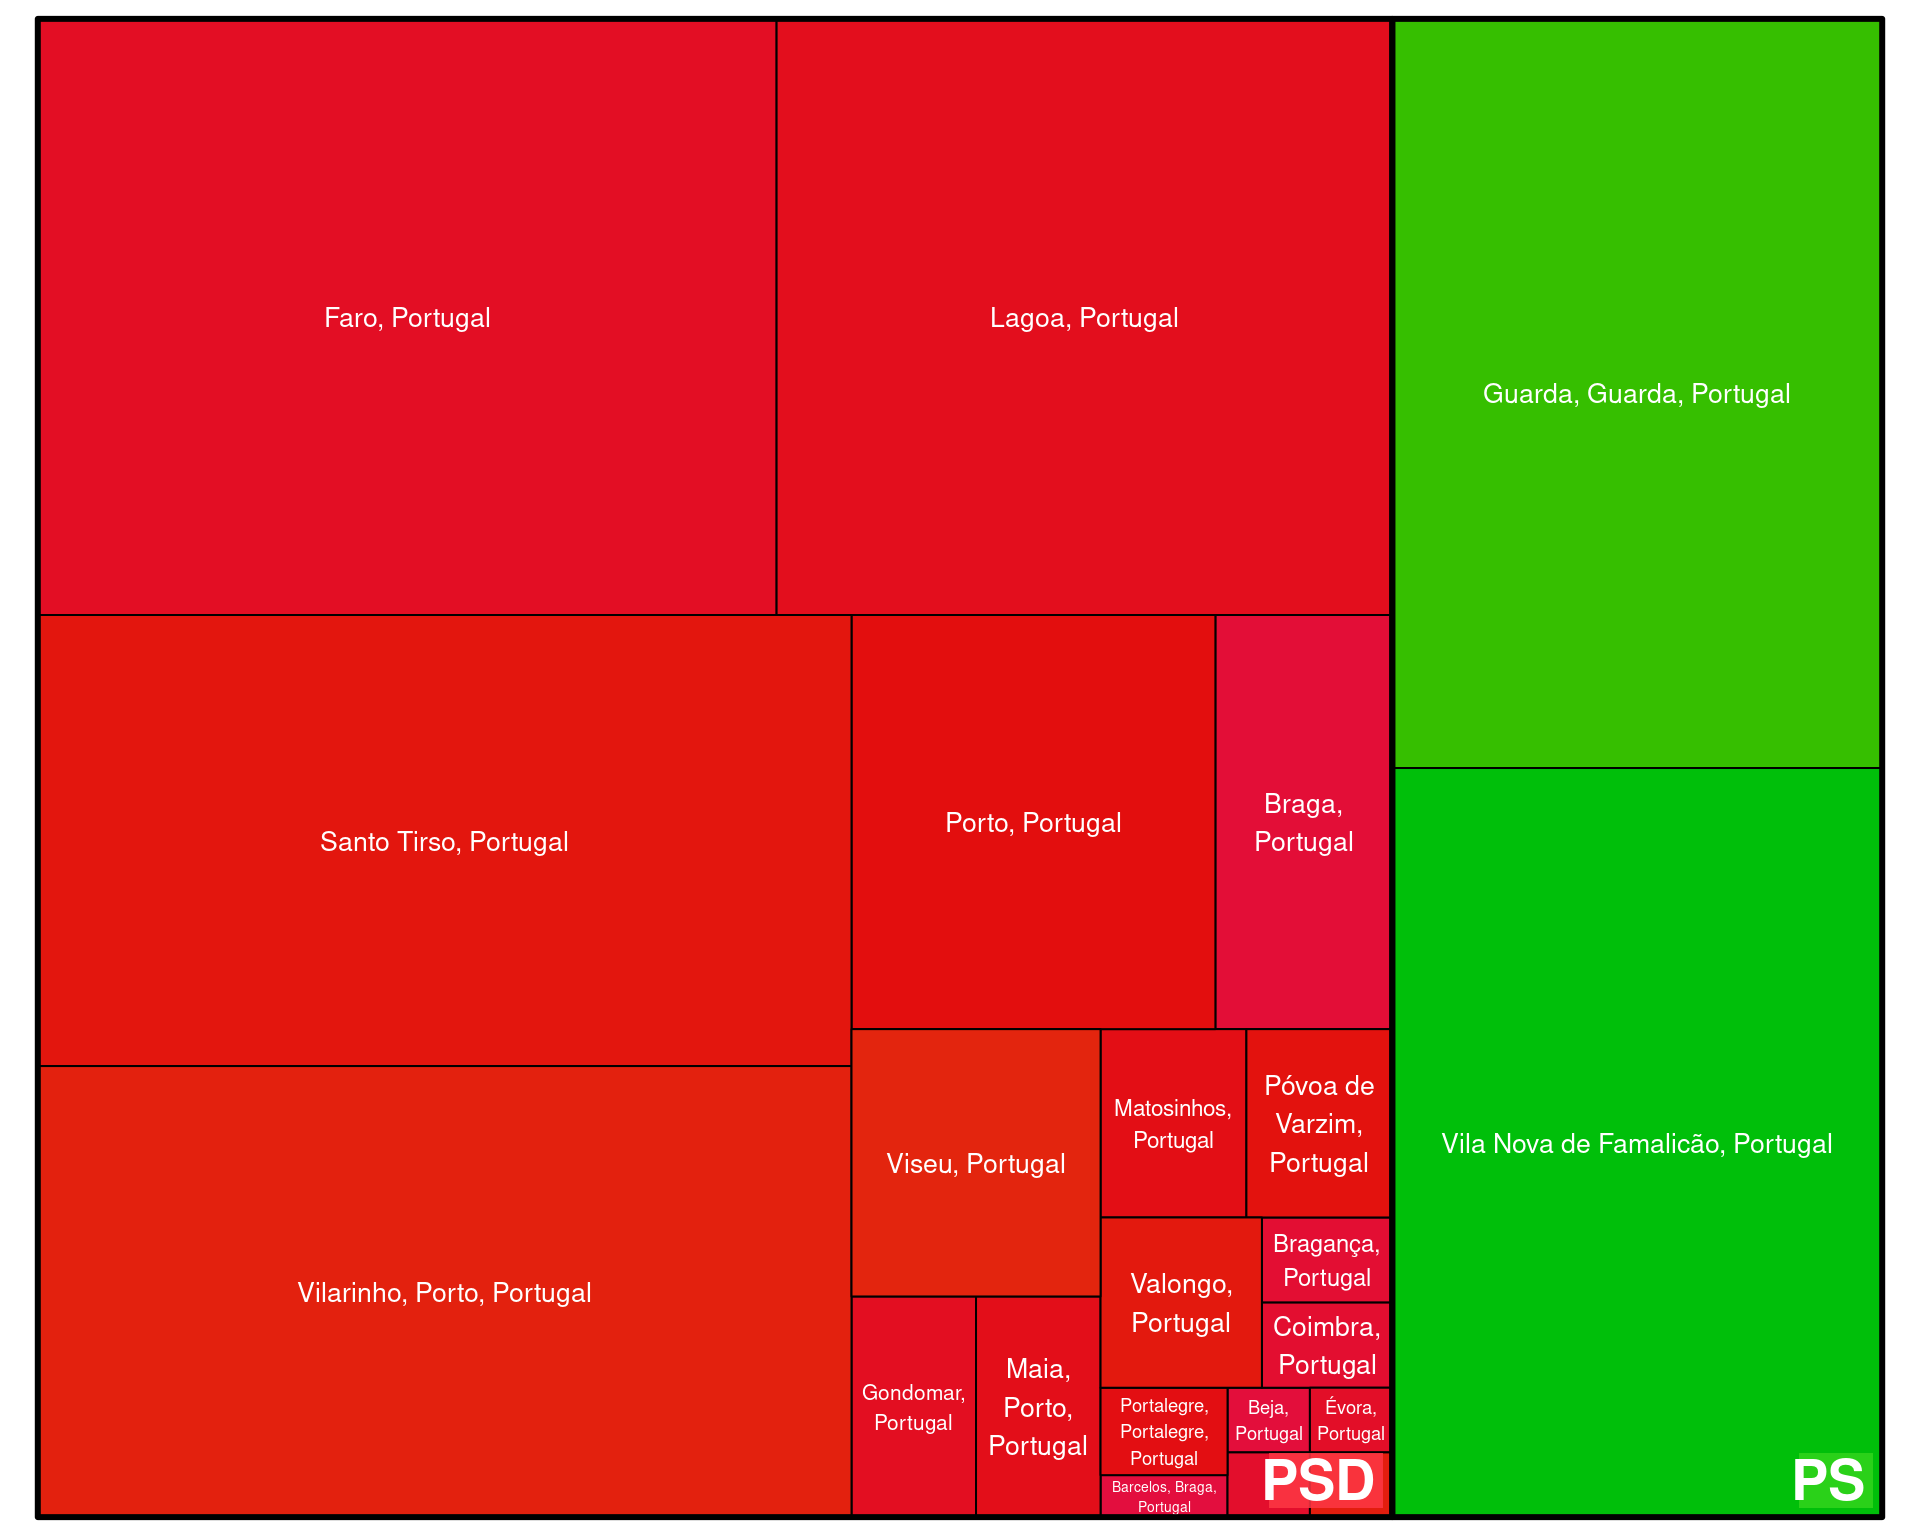 Faro, Portugal
Lagoa, Portugal
Guarda, Guarda, Portugal
Santo Tirso, Portugal
Porto, Portugal
Braga,
Portugal
Vilarinho, Porto, Portugal
Viseu, Portugal
Matosinhos,
Portugal
Póvoa de
Varzim,
Portugal
Vila Nova de Famalicão, Portugal
Valongo,
Portugal
Bragança,
Portugal
Coimbra,
Portugal
Gondomar,
Portugal
Maia,
Porto,
Portugal
Portalegre,
Portalegre,
Portugal
Beja,
Portugal
Évora,
Portugal
Barcelos, Braga,
Portugal
PSD
PS